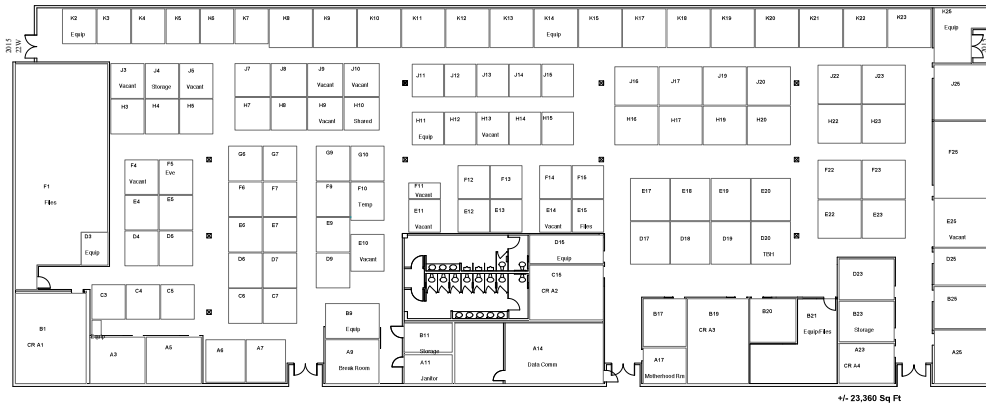 K2 K3 K4 K5 K6 K7 K8 K9 K10 K11 K12 K13 K14 K15 K17 K18 K19 K20 K21 K22 K23 K25
Equip Equip Equip
2015
22W
J3 J4 J5 J7 J8 J9 J10 J11 J12 J13 J14 J15 J16 J17 J19 J20 J22 J23 J25
Vacant Storage Vacant Vacant Vacant Vacant
H3 H4 H5 H7 H8 H9 H10 H11 H12 H13 H14 H15 H16 H17 H19 H20 H22 H23
Vacant Shared Equip Vacant
G6 G7 G9 G10
F1 F4 F5 F6 F7 F9 F10 F11 F12 F13 F14 F15 F22 F23 F25
Files Vacant Eve Temp Vacant
E4 E5 E6 E7 E9 E10 E11 E12 E13 E14 E15 E17 E18 E19 E20 E22 E23 E25
Vacant Vacant Vacant Files Vacant
D3 D4 D5 D6 D7 D9 D15 D17 D18 D19 D20 D23 D25
Equip Equip TBH
C3 C4 C5 C6 C7 C15
CR A2
B1 B9 B11 B17 B19 B20 B21 B23 B25
CR A1 Equip Equip Storage CR A3 Equip/Files Storage
A3 A5 A6 A7 A9 A11 A14 A17 A23 A25
Break Room Janitor Data Comm Motherhood Rm CR A4
+/- 23,360 Sq Ft